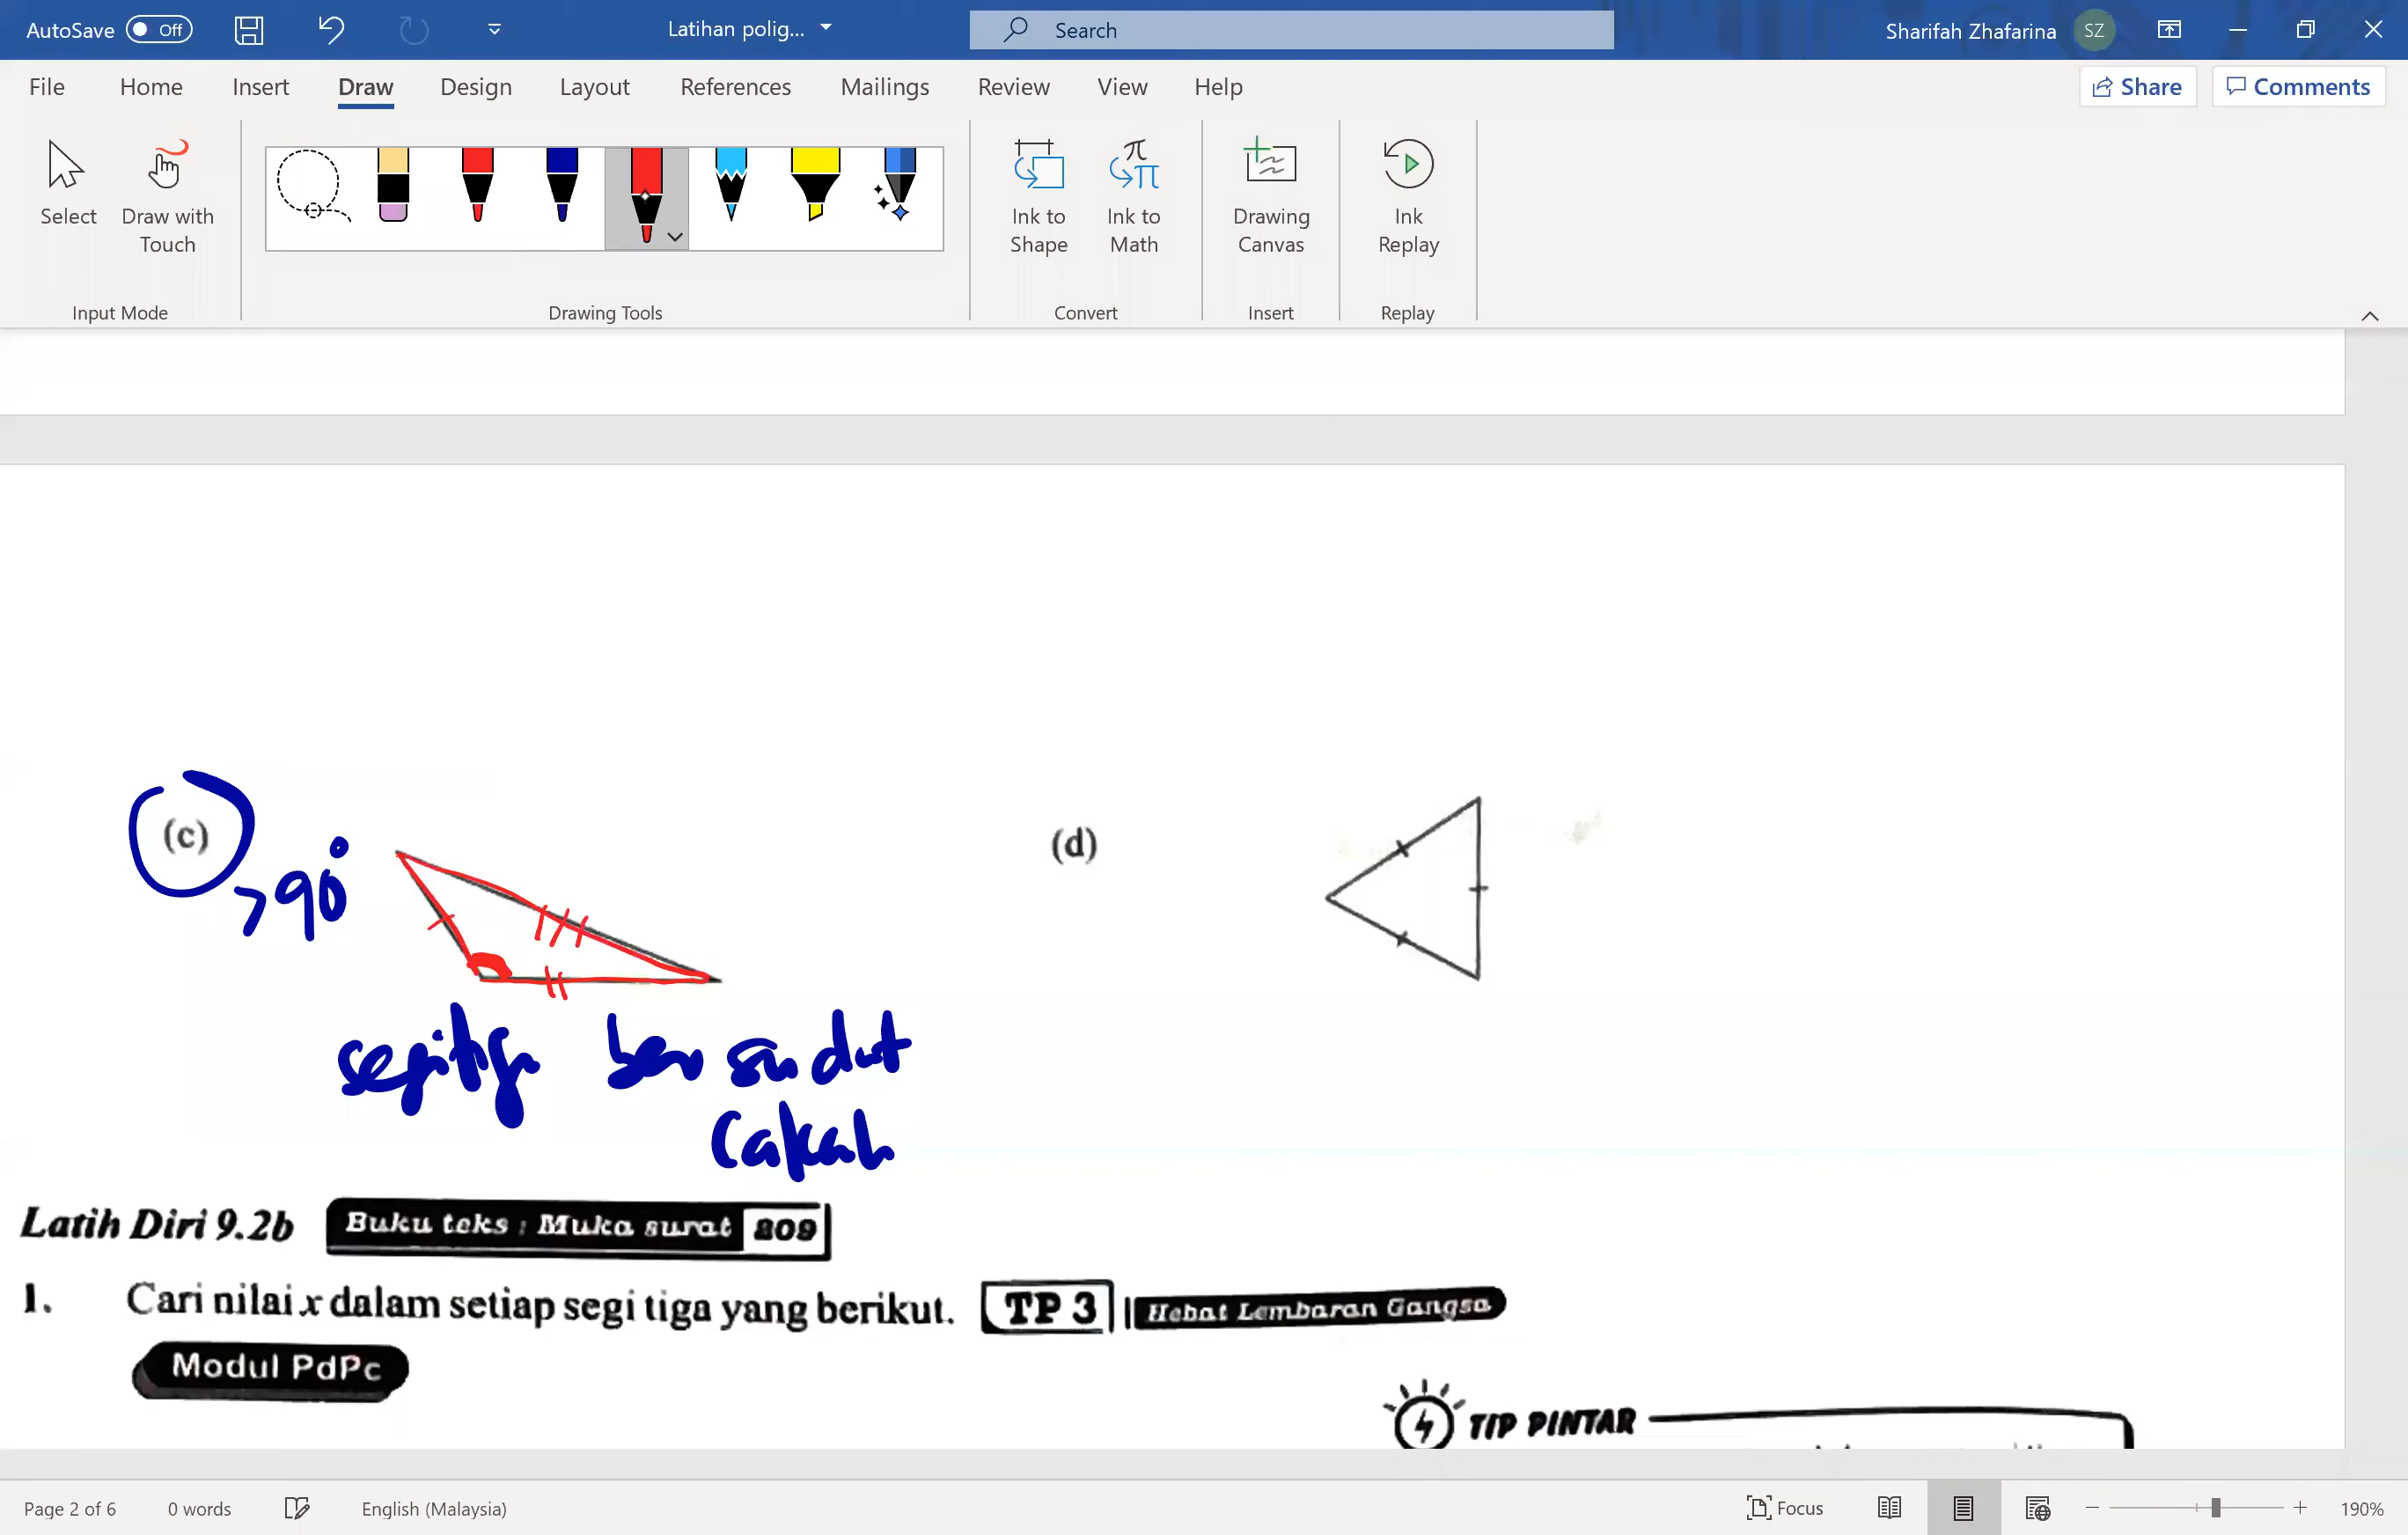 AutoSave Off Latihan polig... Search Sharifah Zhafarina SZ
File Home Insert Draw Design Layout References Mailings Review View Help Share Comments
Select Draw with Touch Ink to Shape Ink to Math Drawing Canvas Ink Replay
Input Mode Drawing Tools Convert Insert Replay
(c) (d)
>90°
segitiga bersudut
Cakah
Latih Diri 9.2b Buku teks : Muka surat 209
1. Cari nilai x dalam setiap segi tiga yang berikut. TP 3 Hebat Lembaran Gangsa
Modul PdPc
TIP PINTAR
Page 2 of 6 0 words English (Malaysia) Focus 190%